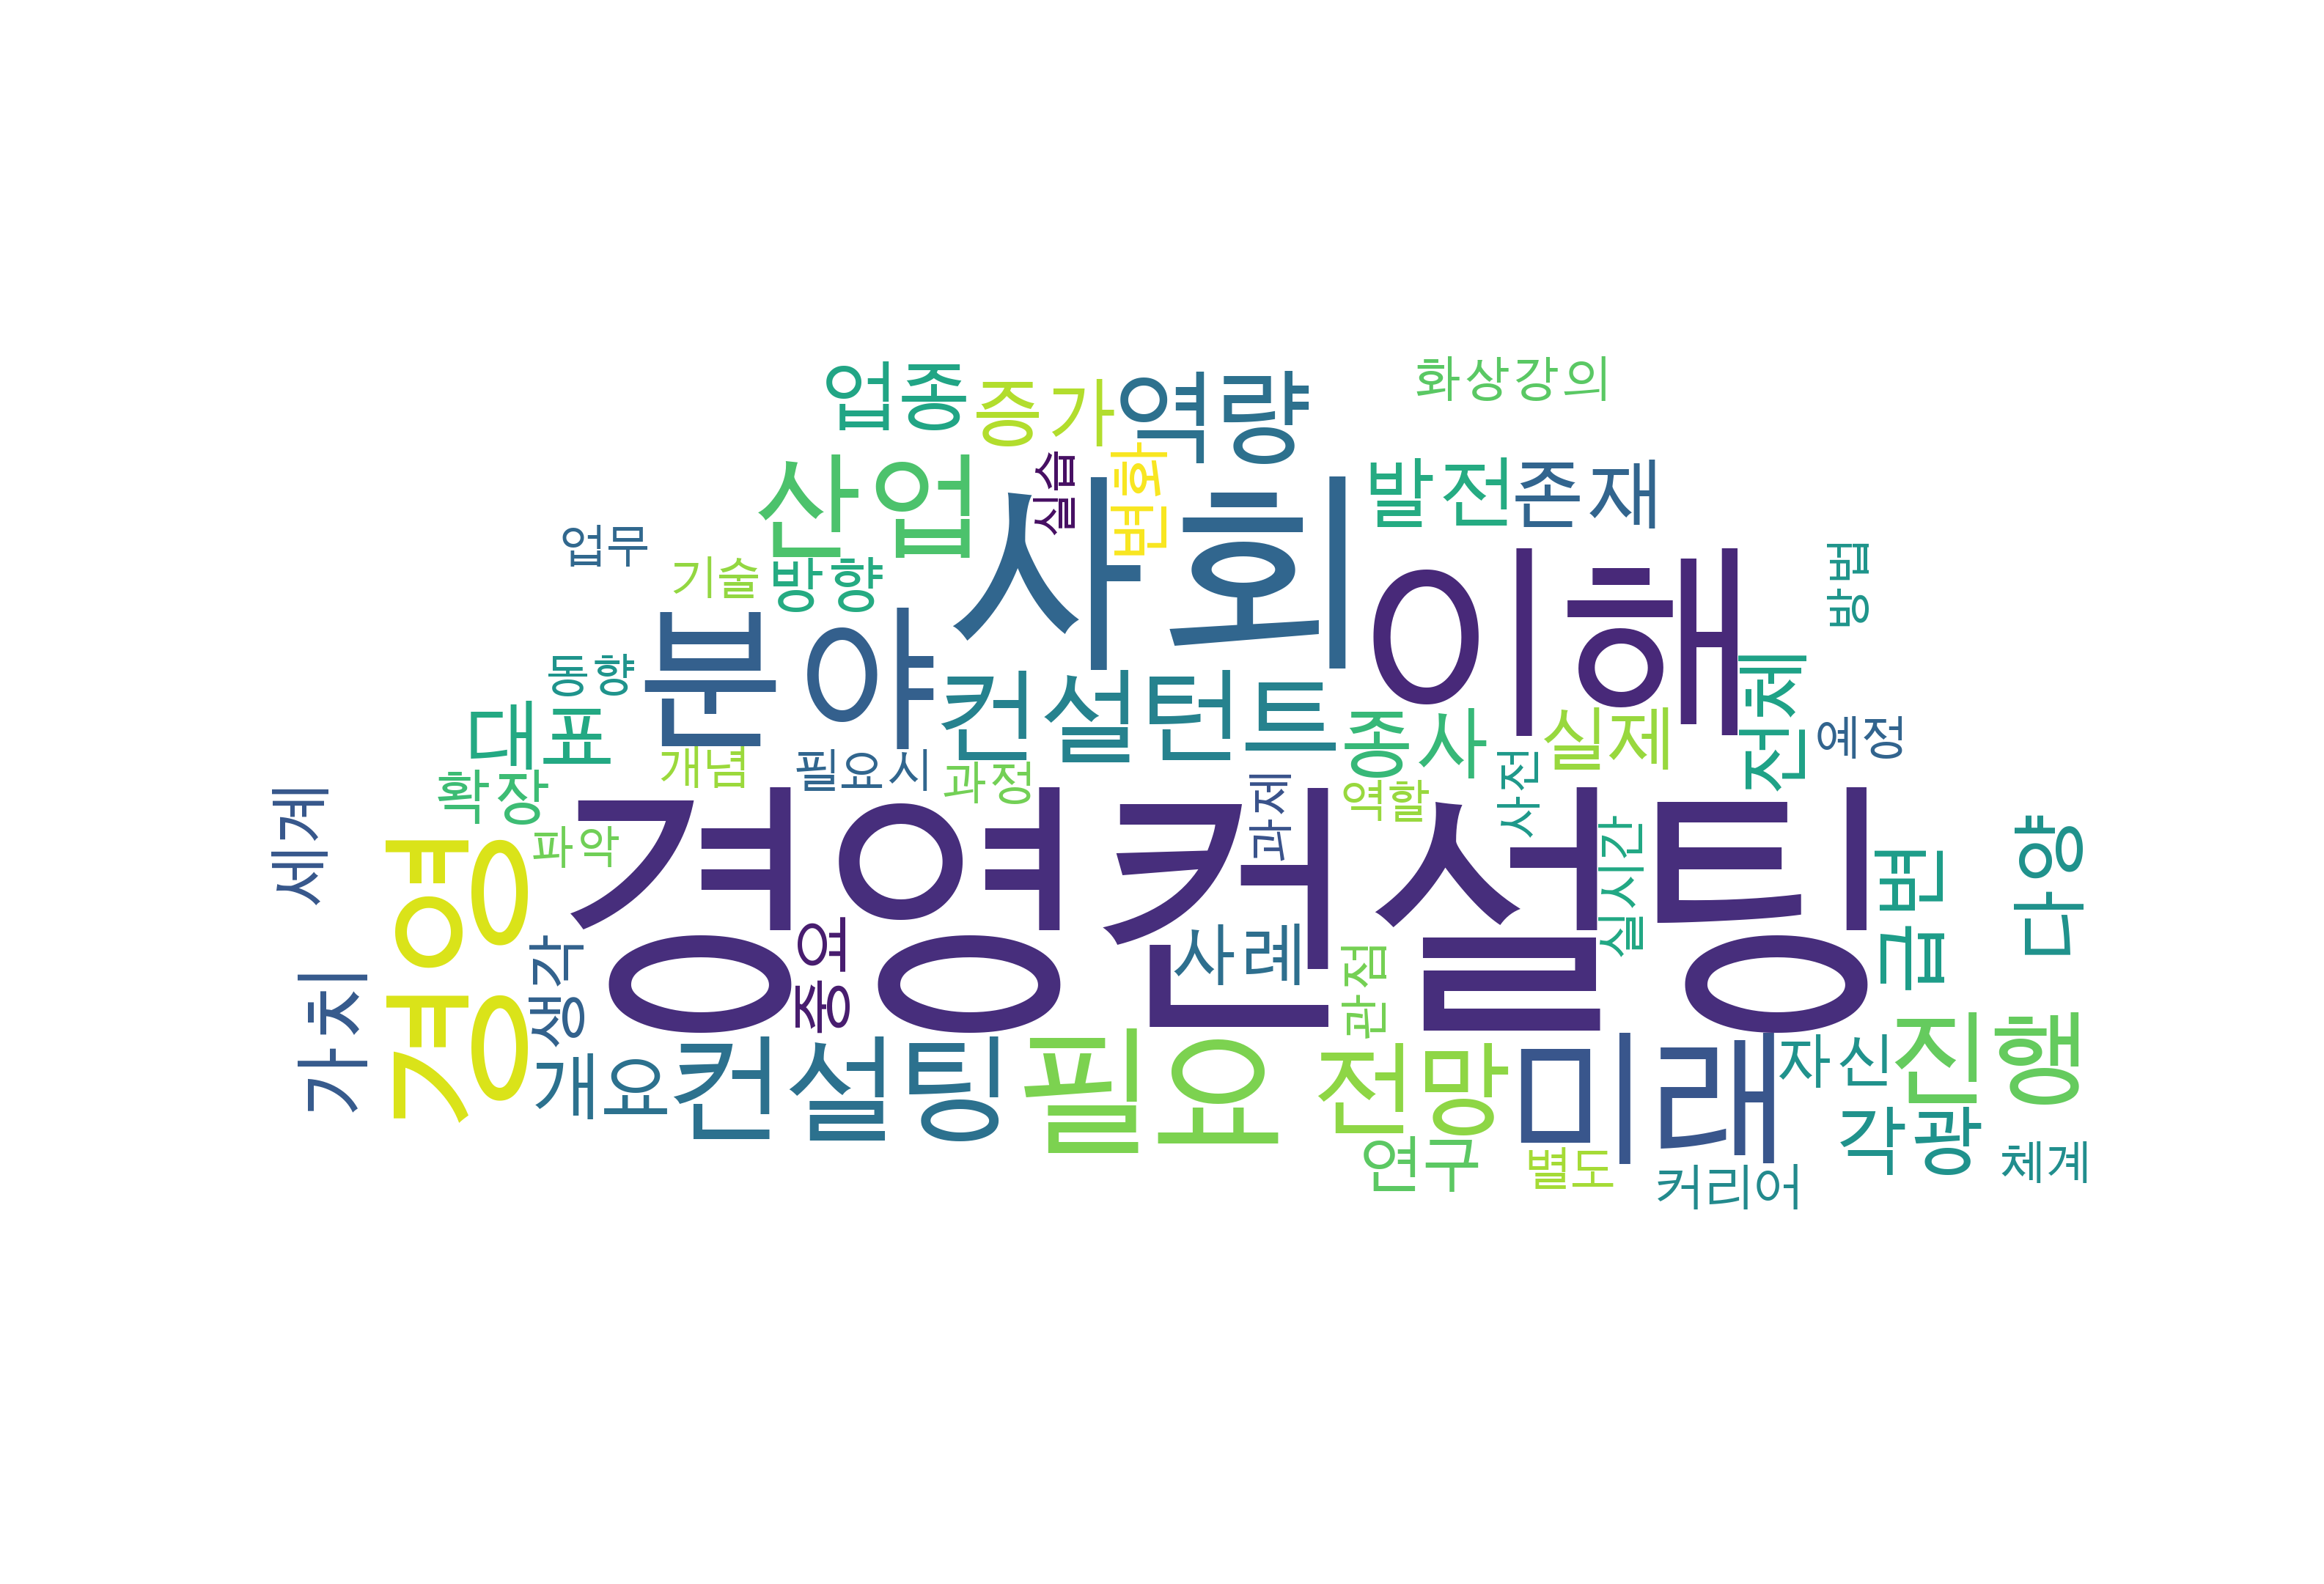 업종
증가
역량
화상강의
산업
실습
변화
사회
발전
존재
업무
기술
방향
이해
방법
동향
분야
컨설턴트
대표
개념
필요시
과정
종사
실제
전체
예정
확장
파악
세계
경영컨설팅
과제
역할
사전
실시간
경영
생각
중요
사례
관점
급변
다양
가치
개요
컨설팅
필요
전망
미래
자신
진행
연구
별도
커리어
각광
체계